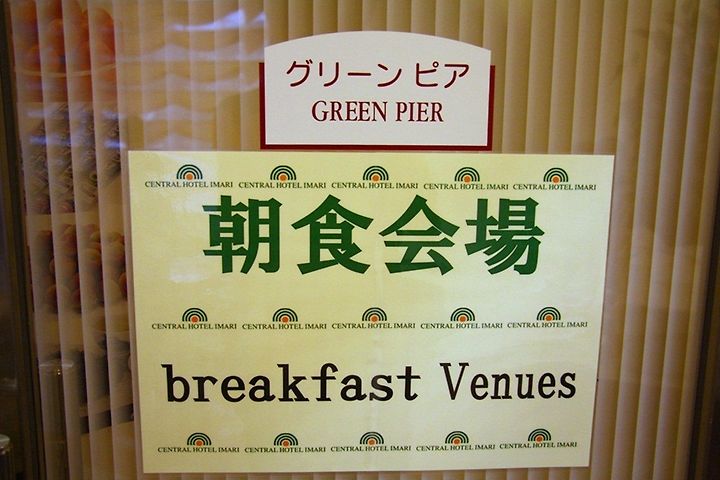 グリーン ピア
GREEN PIER
CENTRAL HOTEL IMARI CENTRAL HOTEL IMARI CENTRAL HOTEL IMARI CENTRAL HOTEL IMARI CENTRAL HOTEL IMARI
朝食会場
CENTRAL HOTEL IMARI CENTRAL HOTEL IMARI CENTRAL HOTEL IMARI CENTRAL HOTEL IMARI CENTRAL HOTEL IMARI
breakfast Venues
CENTRAL HOTEL IMARI CENTRAL HOTEL IMARI CENTRAL HOTEL IMARI CENTRAL HOTEL IMARI CENTRAL HOTEL IMARI